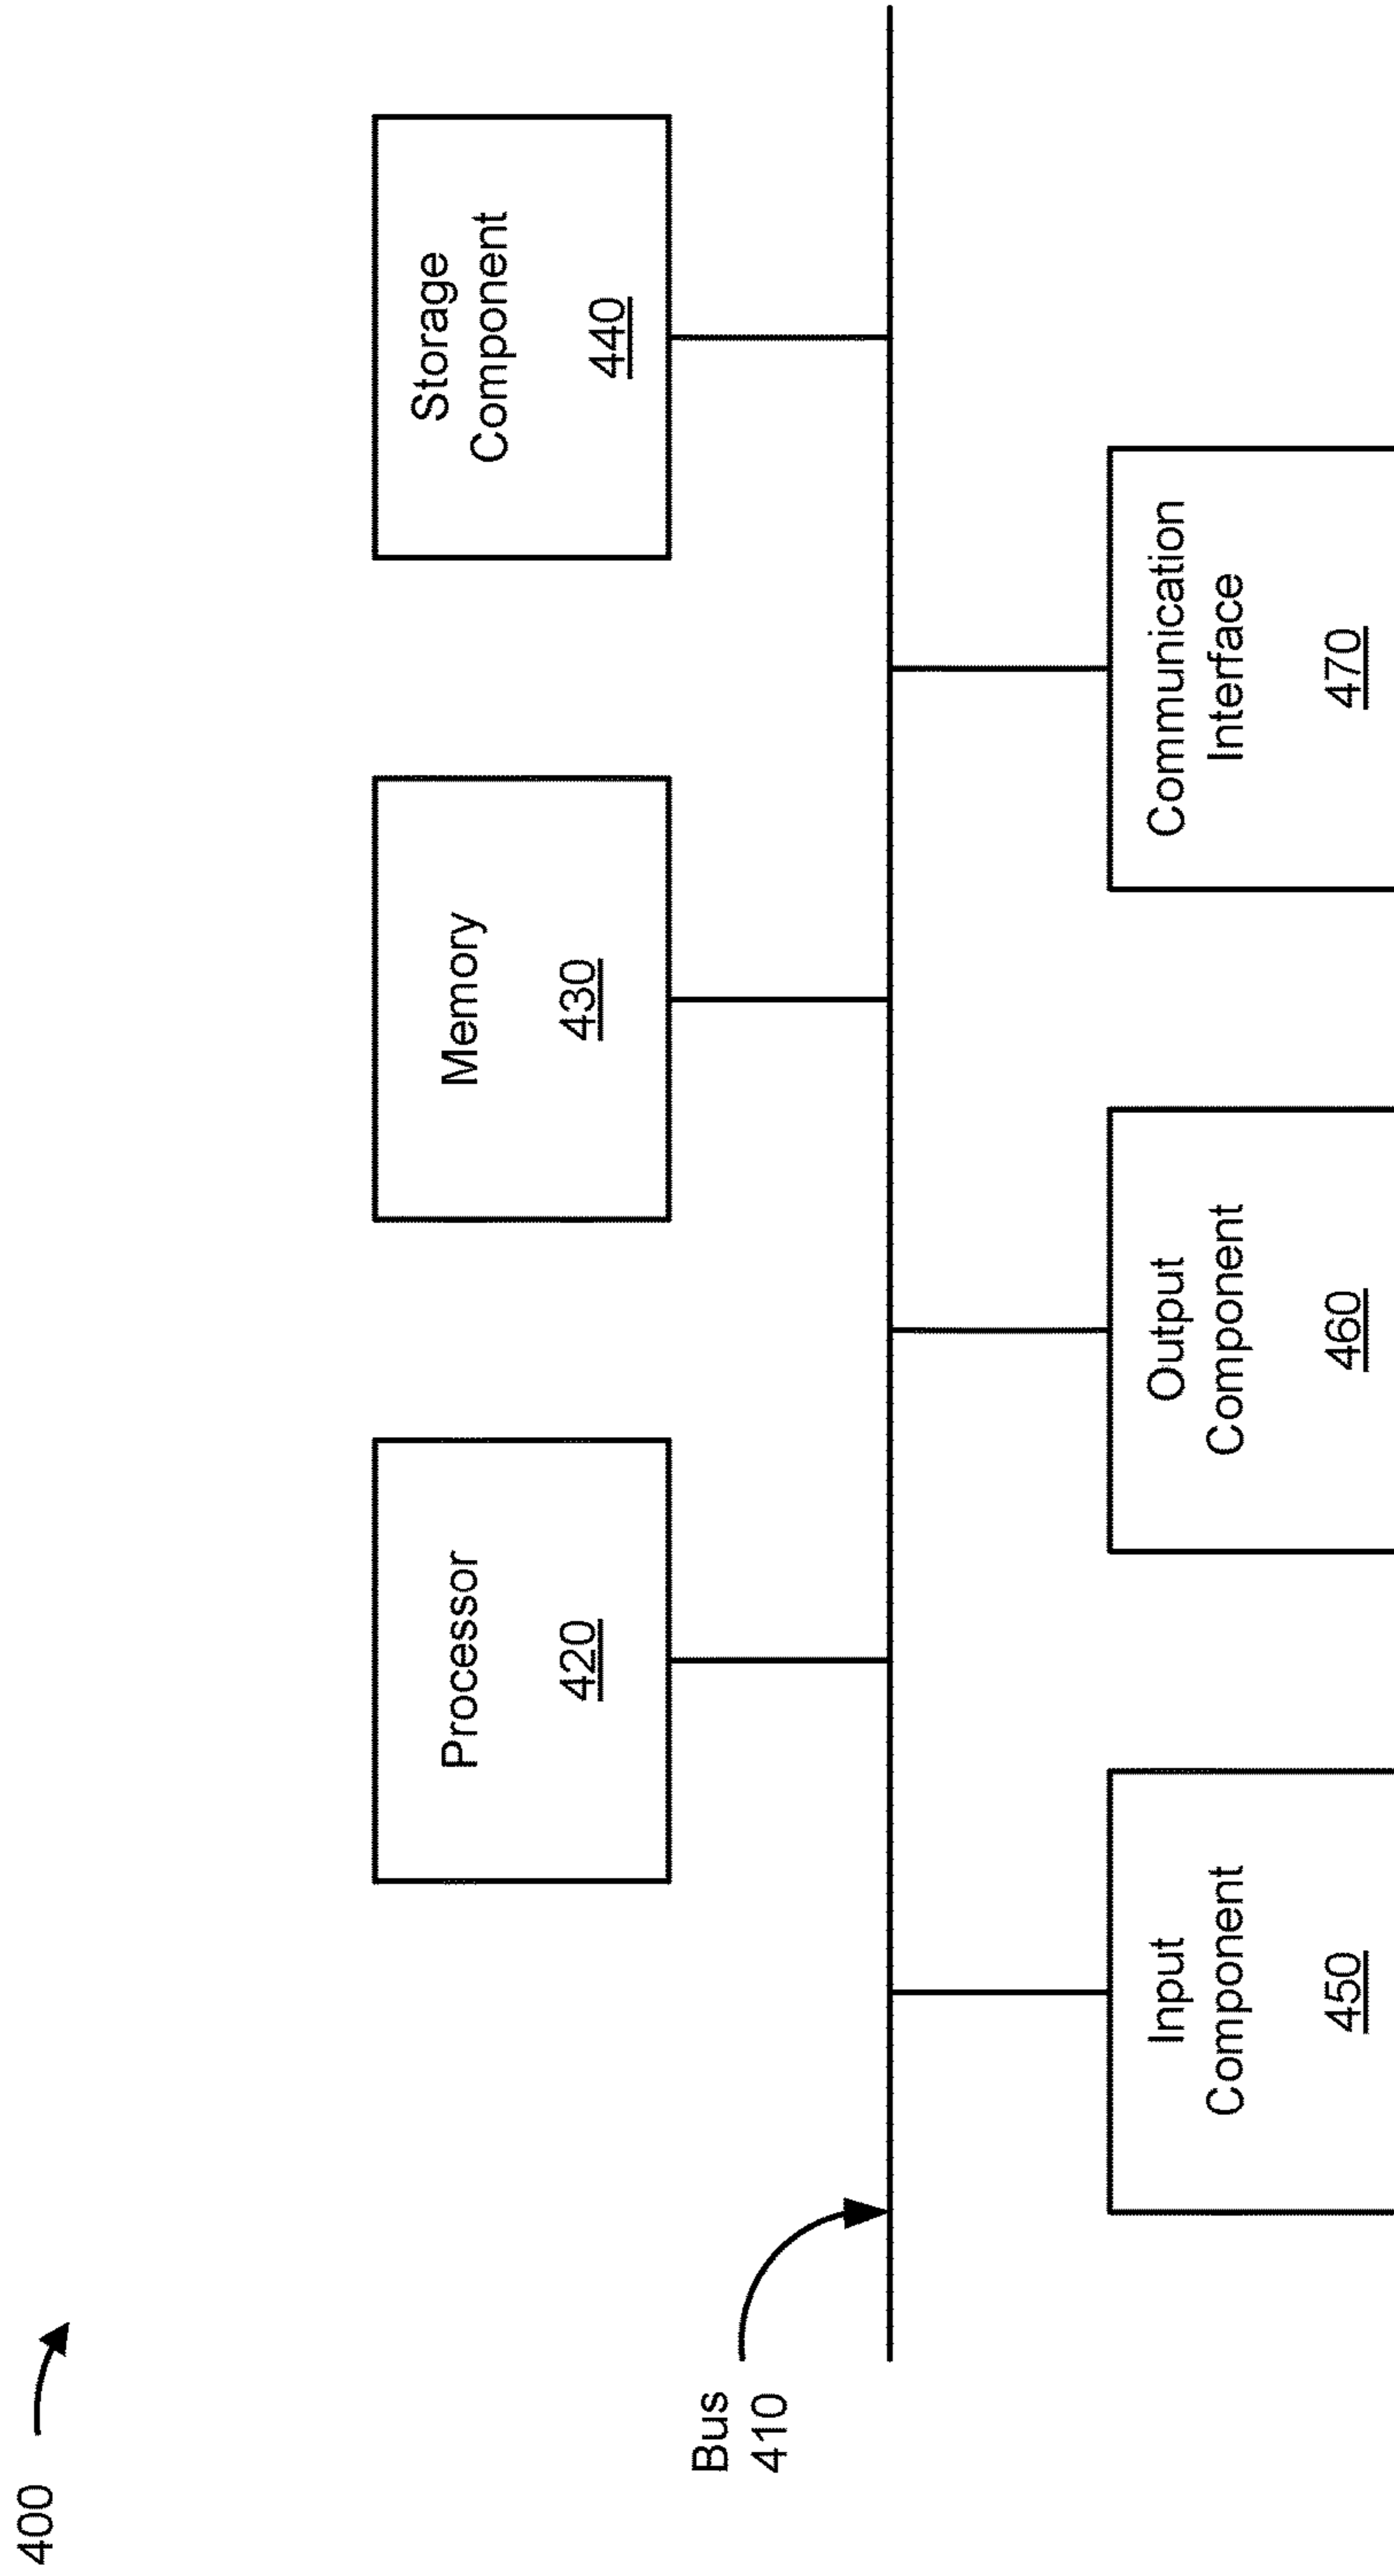 400
Processor
420
Memory
430
Storage
Component
440
Bus
410
Input
Component
450
Output
Component
460
Communication
Interface
470